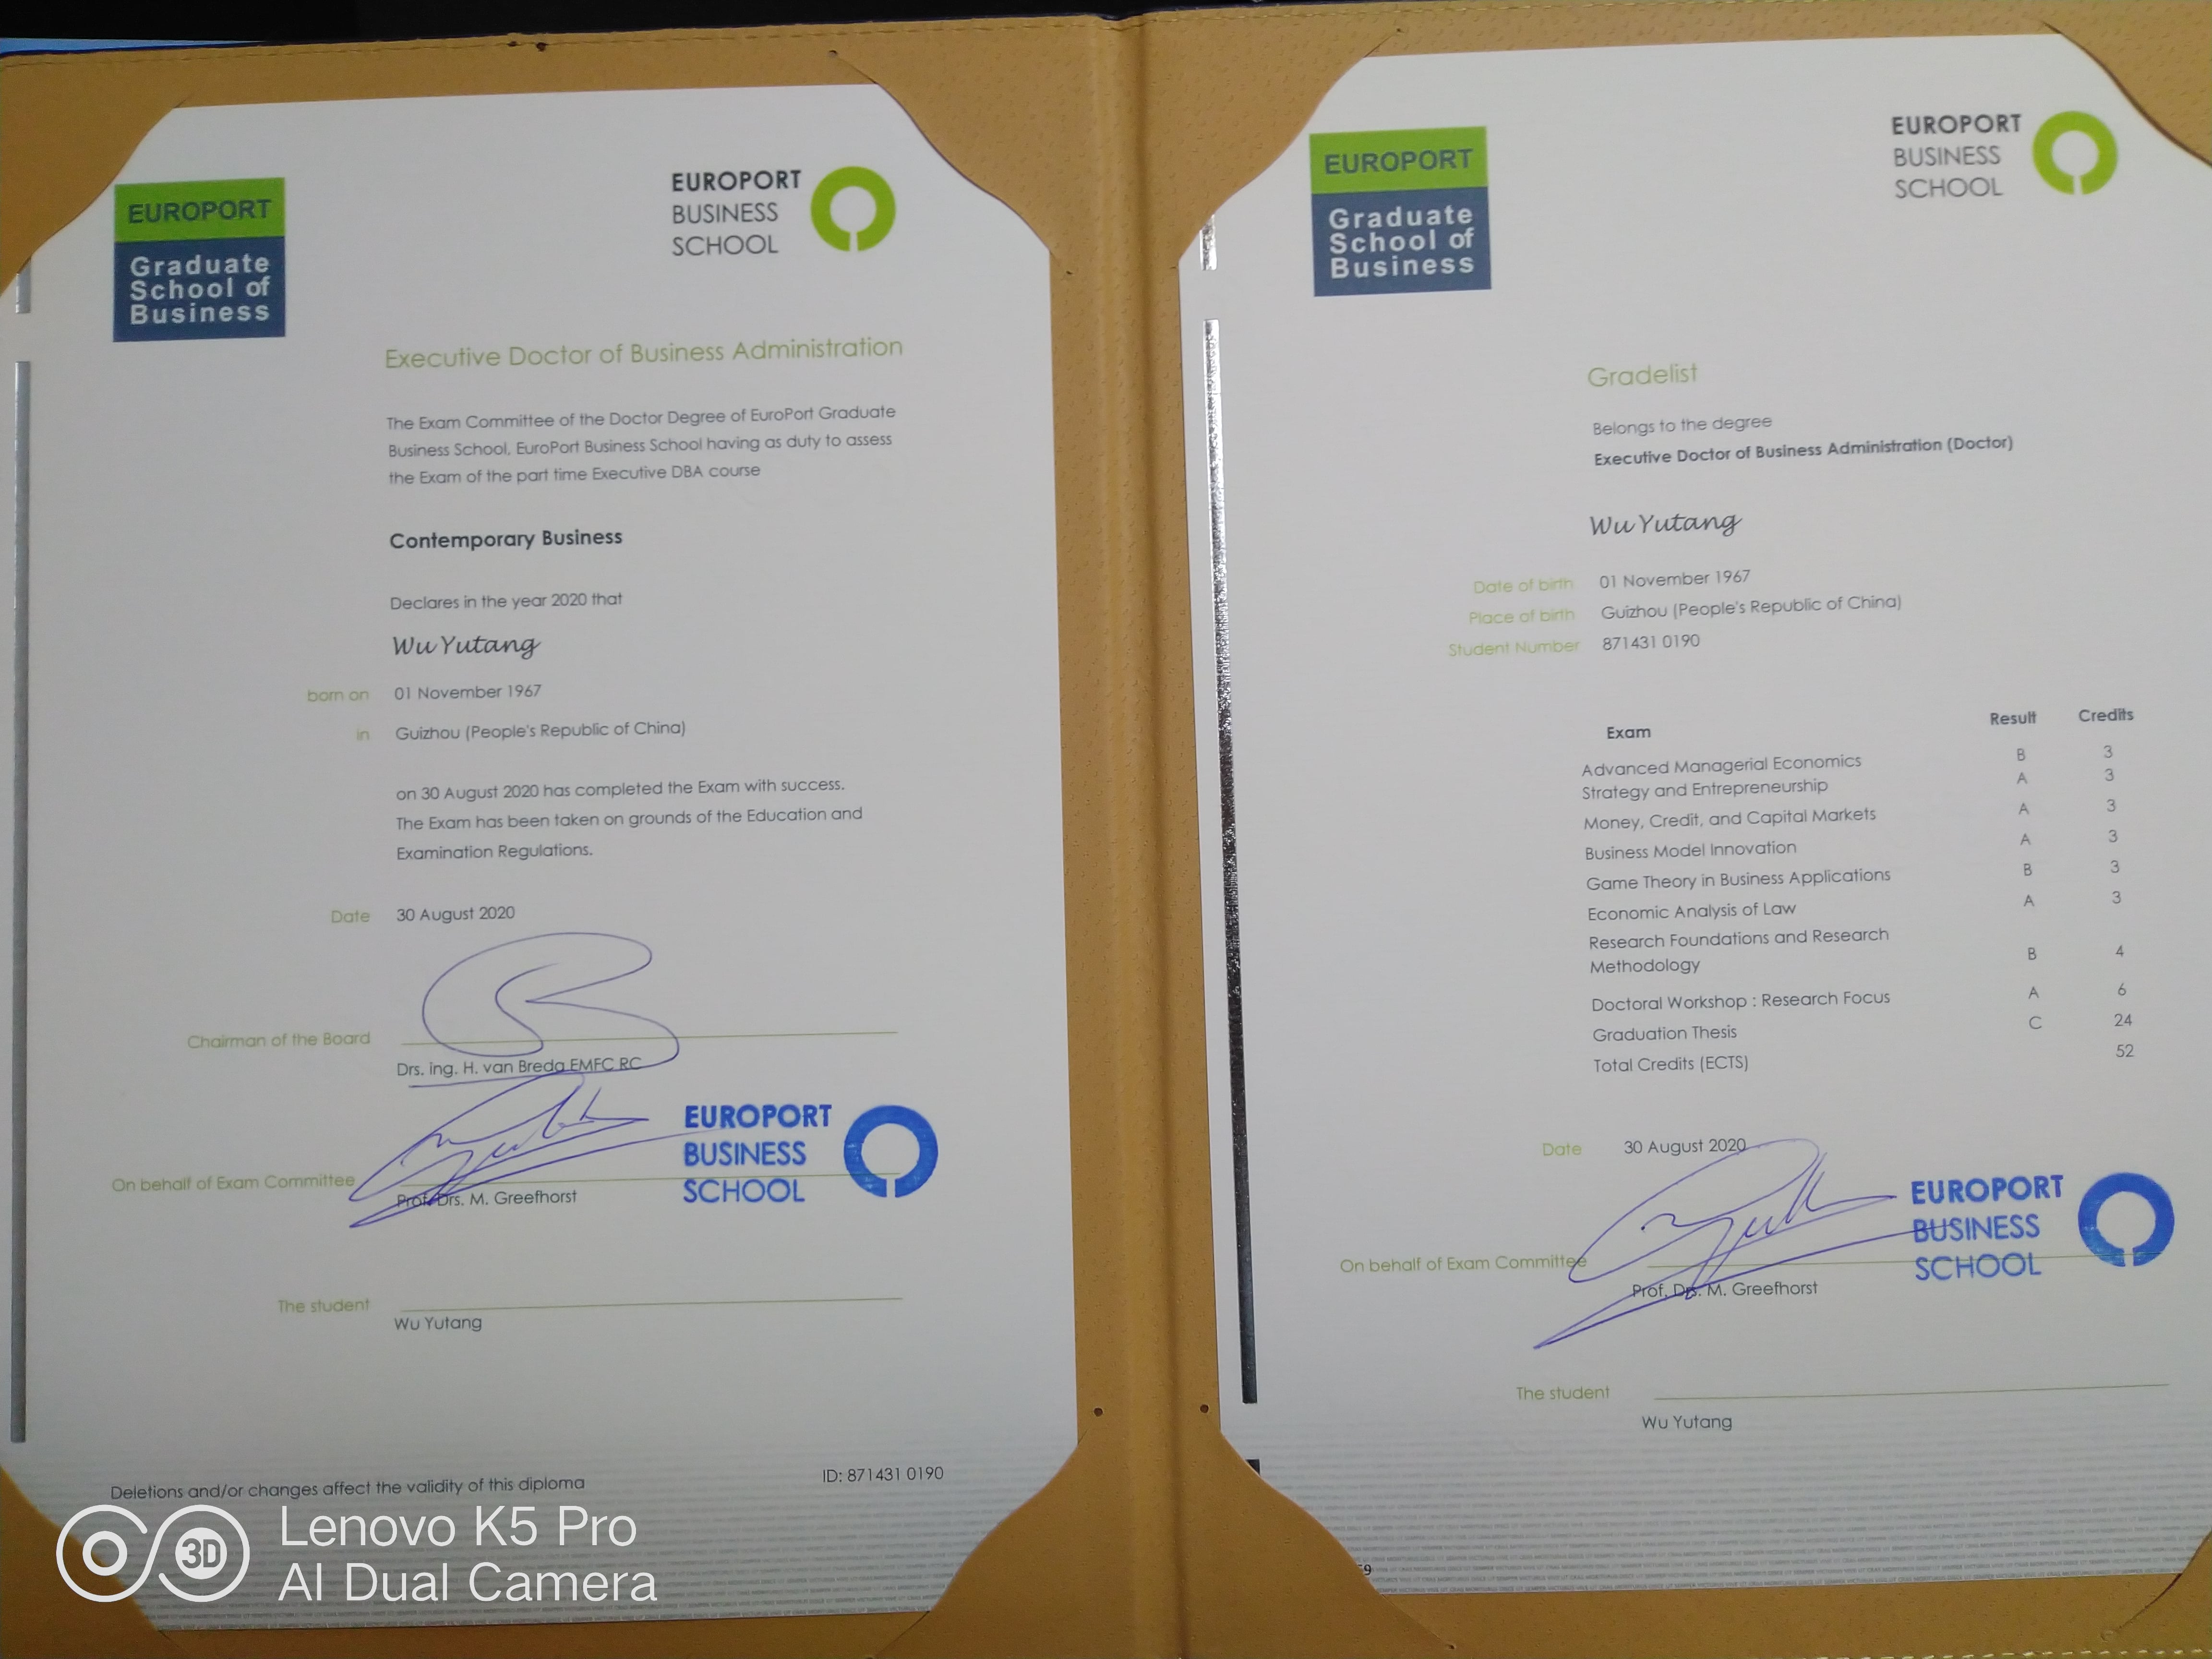 EUROPORT
Graduate
School of
Business
EUROPORT
BUSINESS
SCHOOL
Executive Doctor of Business Administration
The Exam Committee of the Doctor Degree of EuroPort Graduate
Business School, EuroPort Business School having as duty to assess
the Exam of the part time Executive DBA course
Contemporary Business
Declares in the year 2020 that
Wu Yutang
born on 01 November 1967
in Guizhou (People's Republic of China)
on 30 August 2020 has completed the Exam with success.
The Exam has been taken on grounds of the Education and
Examination Regulations.
Date 30 August 2020
Chairman of the Board
Drs. ing. H. van Breda EMFC RC
On behalf of Exam Committee
Prof. Drs. M. Greefhorst
EUROPORT
BUSINESS
SCHOOL
The student
Wu Yutang
Deletions and/or changes affect the validity of this diploma
ID: 871431 0190
Lenovo K5 Pro
AI Dual Camera
3D
EUROPORT
Graduate
School of
Business
EUROPORT
BUSINESS
SCHOOL
Gradelist
Belongs to the degree
Executive Doctor of Business Administration (Doctor)
Wu Yutang
Date of birth 01 November 1967
Place of birth Guizhou (People's Republic of China)
Student Number 871431 0190
Exam Result Credits
Advanced Managerial Economics B 3
Strategy and Entrepreneurship A 3
Money, Credit, and Capital Markets A 3
Business Model Innovation A 3
Game Theory in Business Applications B 3
Economic Analysis of Law A 3
Research Foundations and Research
Methodology B 4
Doctoral Workshop : Research Focus A 6
Graduation Thesis C 24
Total Credits (ECTS) 52
Date 30 August 2020
On behalf of Exam Committee
Prof. Drs. M. Greefhorst
EUROPORT
BUSINESS
SCHOOL
The student
Wu Yutang